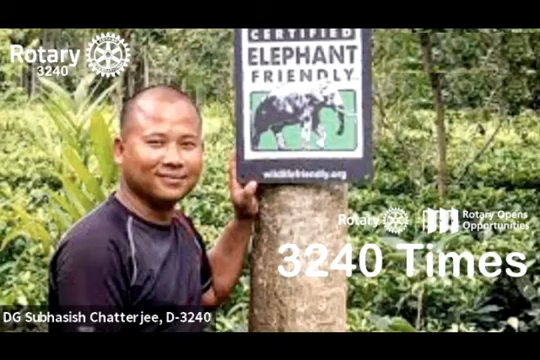 Rotary
3240
CERTIFIED
ELEPHANT
FRIENDLY
wildlifefriendly.org
Rotary
Rotary Opens
Opportunities
3240 Times
DG Subhasish Chatterjee, D-3240